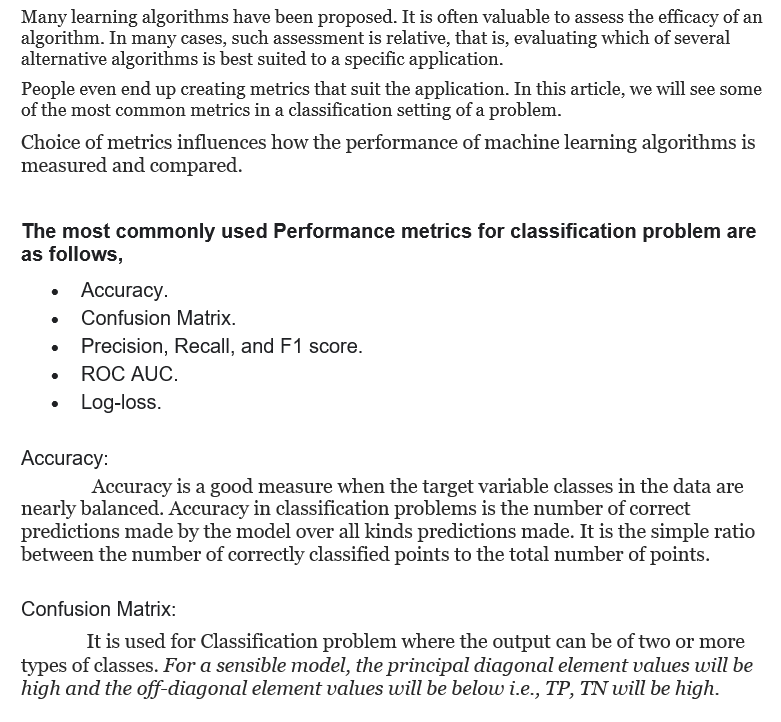 Many learning algorithms have been proposed. It is often valuable to assess the efficacy of an
algorithm. In many cases, such assessment is relative, that is, evaluating which of several
alternative algorithms is best suited to a specific application.
People even end up creating metrics that suit the application. In this article, we will see some
of the most common metrics in a classification setting of a problem.
Choice of metrics influences how the performance of machine learning algorithms is
measured and compared.
The most commonly used Performance metrics for classification problem are
as follows,
• Accuracy.
• Confusion Matrix.
• Precision, Recall, and F1 score.
• ROC AUC.
• Log-loss.
Accuracy:
Accuracy is a good measure when the target variable classes in the data are
nearly balanced. Accuracy in classification problems is the number of correct
predictions made by the model over all kinds predictions made. It is the simple ratio
between the number of correctly classified points to the total number of points.
Confusion Matrix:
It is used for Classification problem where the output can be of two or more
types of classes. For a sensible model, the principal diagonal element values will be
high and the off-diagonal element values will be below i.e., TP, TN will be high.